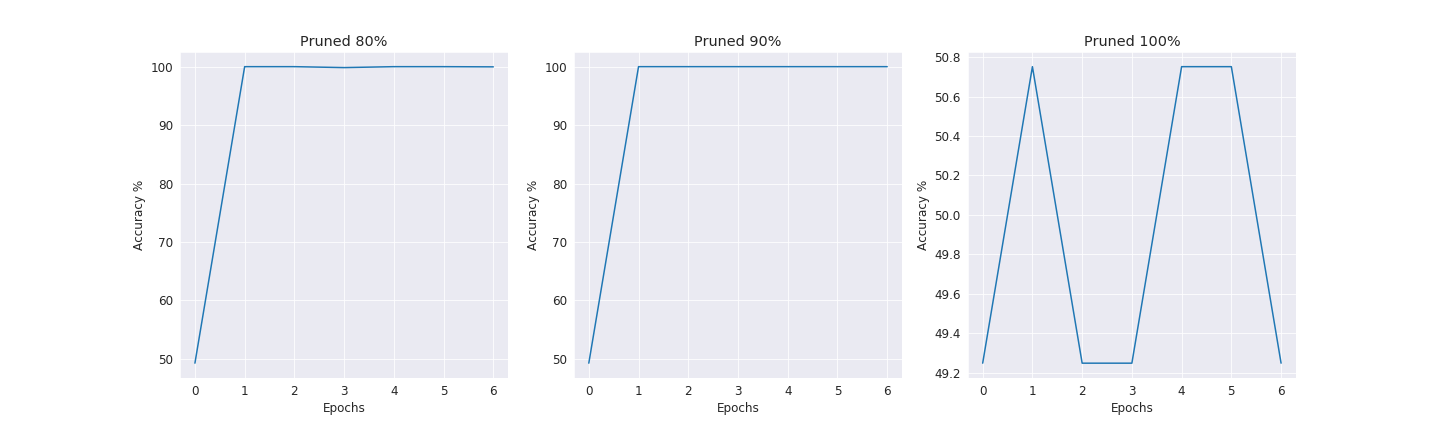 Pruned 80%
Accuracy %
100
90
80
70
60
50
0 1 2 3 4 5 6
Epochs
Pruned 90%
Accuracy %
100
90
80
70
60
50
0 1 2 3 4 5 6
Epochs
Pruned 100%
Accuracy %
50.8
50.6
50.4
50.2
50.0
49.8
49.6
49.4
49.2
0 1 2 3 4 5 6
Epochs